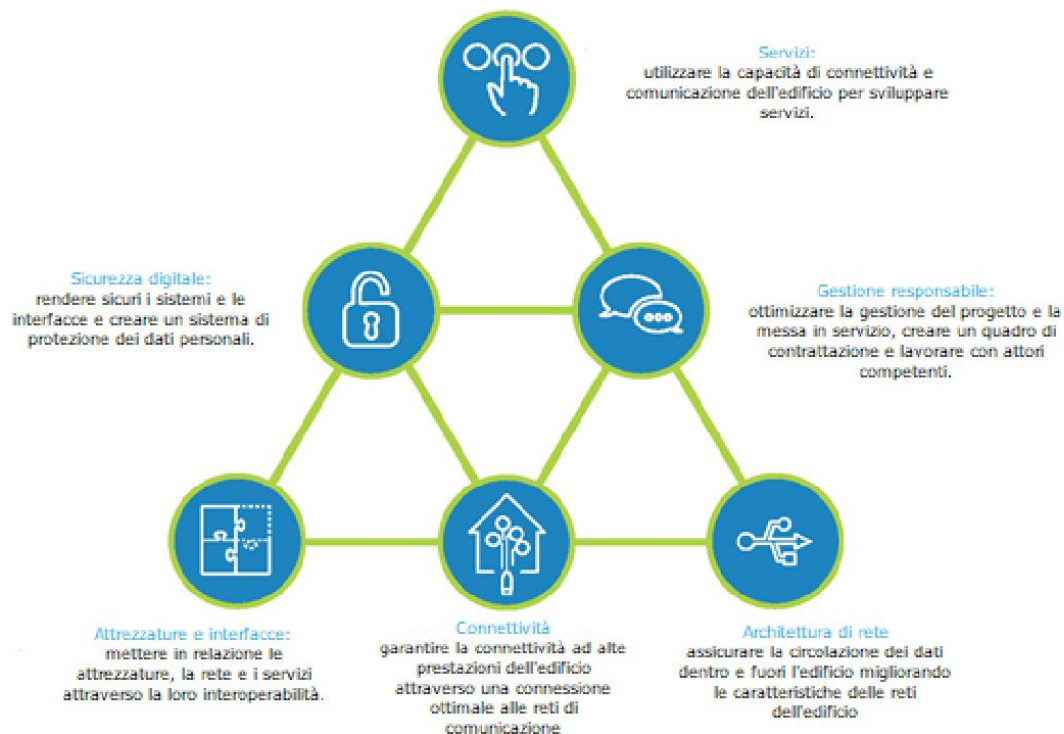 Servizi:
utilizzare la capacità di connettività e
comunicazione dell'edificio per sviluppare
servizi.
Sicurezza digitale:
rendere sicuri i sistemi e le
interfacce e creare un sistema di
protezione dei dati personali.
Gestione responsabile:
ottimizzare la gestione del progetto e la
messa in servizio, creare un quadro di
contrattazione e lavorare con attori
competenti.
Attrezzature e interfacce:
mettere in relazione le
attrezzature, la rete e i servizi
attraverso la loro interoperabilità.
Connettività
garantire la connettività ad alte
prestazioni dell'edificio
attraverso una connessione
ottimale alle reti di
comunicazione
Architettura di rete
assicurare la circolazione dei dati
dentro e fuori l'edificio migliorando
le caratteristiche delle reti
dell'edificio